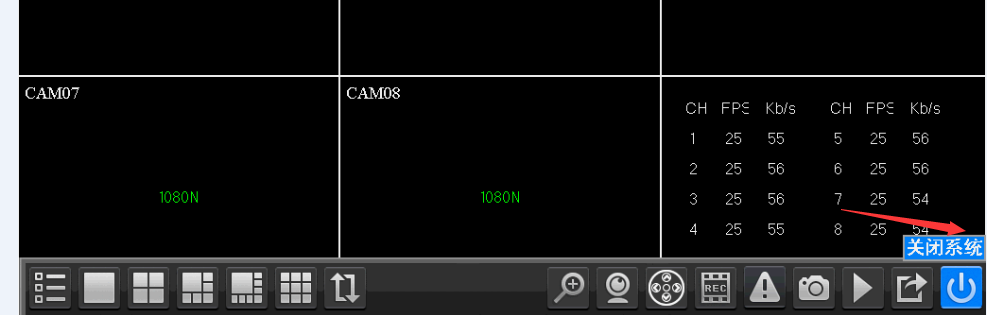 CAM07
CAM08
1080N
1080N
CH FPS Kb/s CH FPS Kb/s
1 25 55 5 25 56
2 25 56 6 25 56
3 25 56 7 25 54
4 25 55 8 25 54
关闭系统
REC